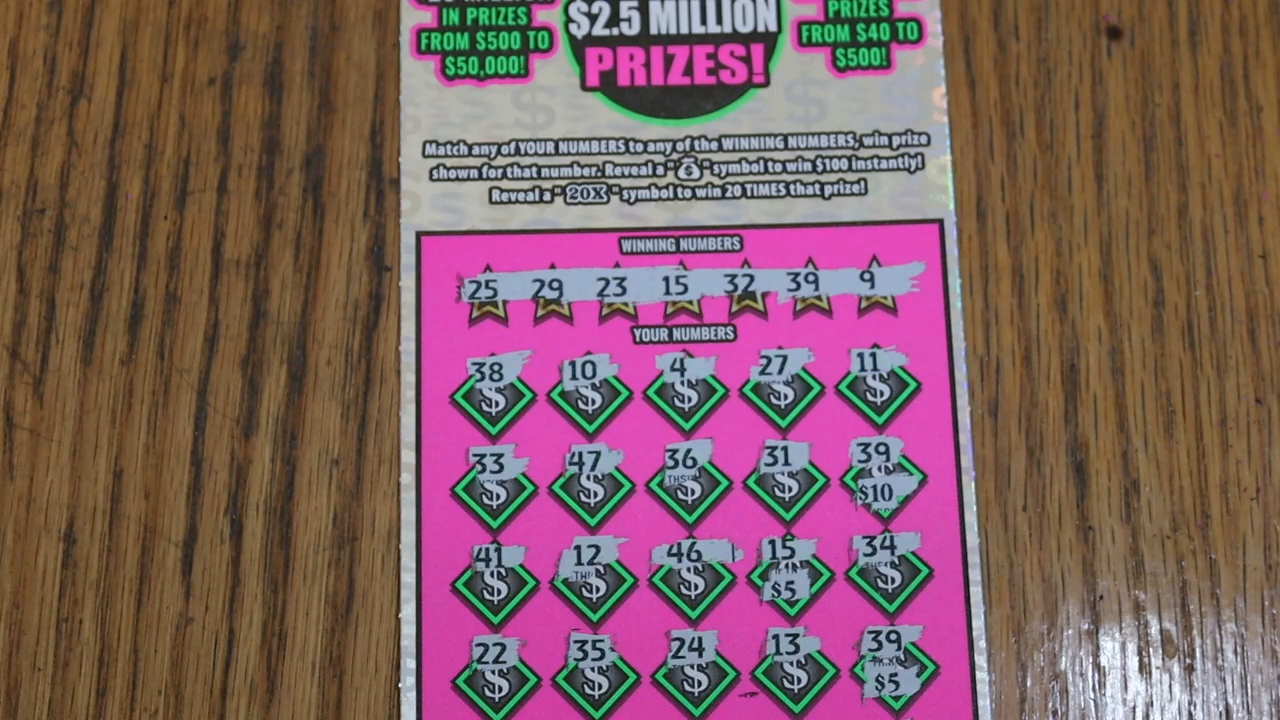 IN PRIZES
FROM $500 TO
$50,000!
$2.5 MILLION
PRIZES!
PRIZES
FROM $40 TO
$500!
Match any of YOUR NUMBERS to any of the WINNING NUMBERS, win prize
shown for that number. Reveal a " $ " symbol to win $100 instantly!
Reveal a " 20X " symbol to win 20 TIMES that prize!
WINNING NUMBERS
25 29 23 15 32 39 9
YOUR NUMBERS
38 10 4 27 11
$ $ $ $ $
33 47 36 31 39
$ $ $ $ $
$10
41 12 46 15 34
$ $ $ $5 $
22 35 24 13 39
$ $ $ $ $5